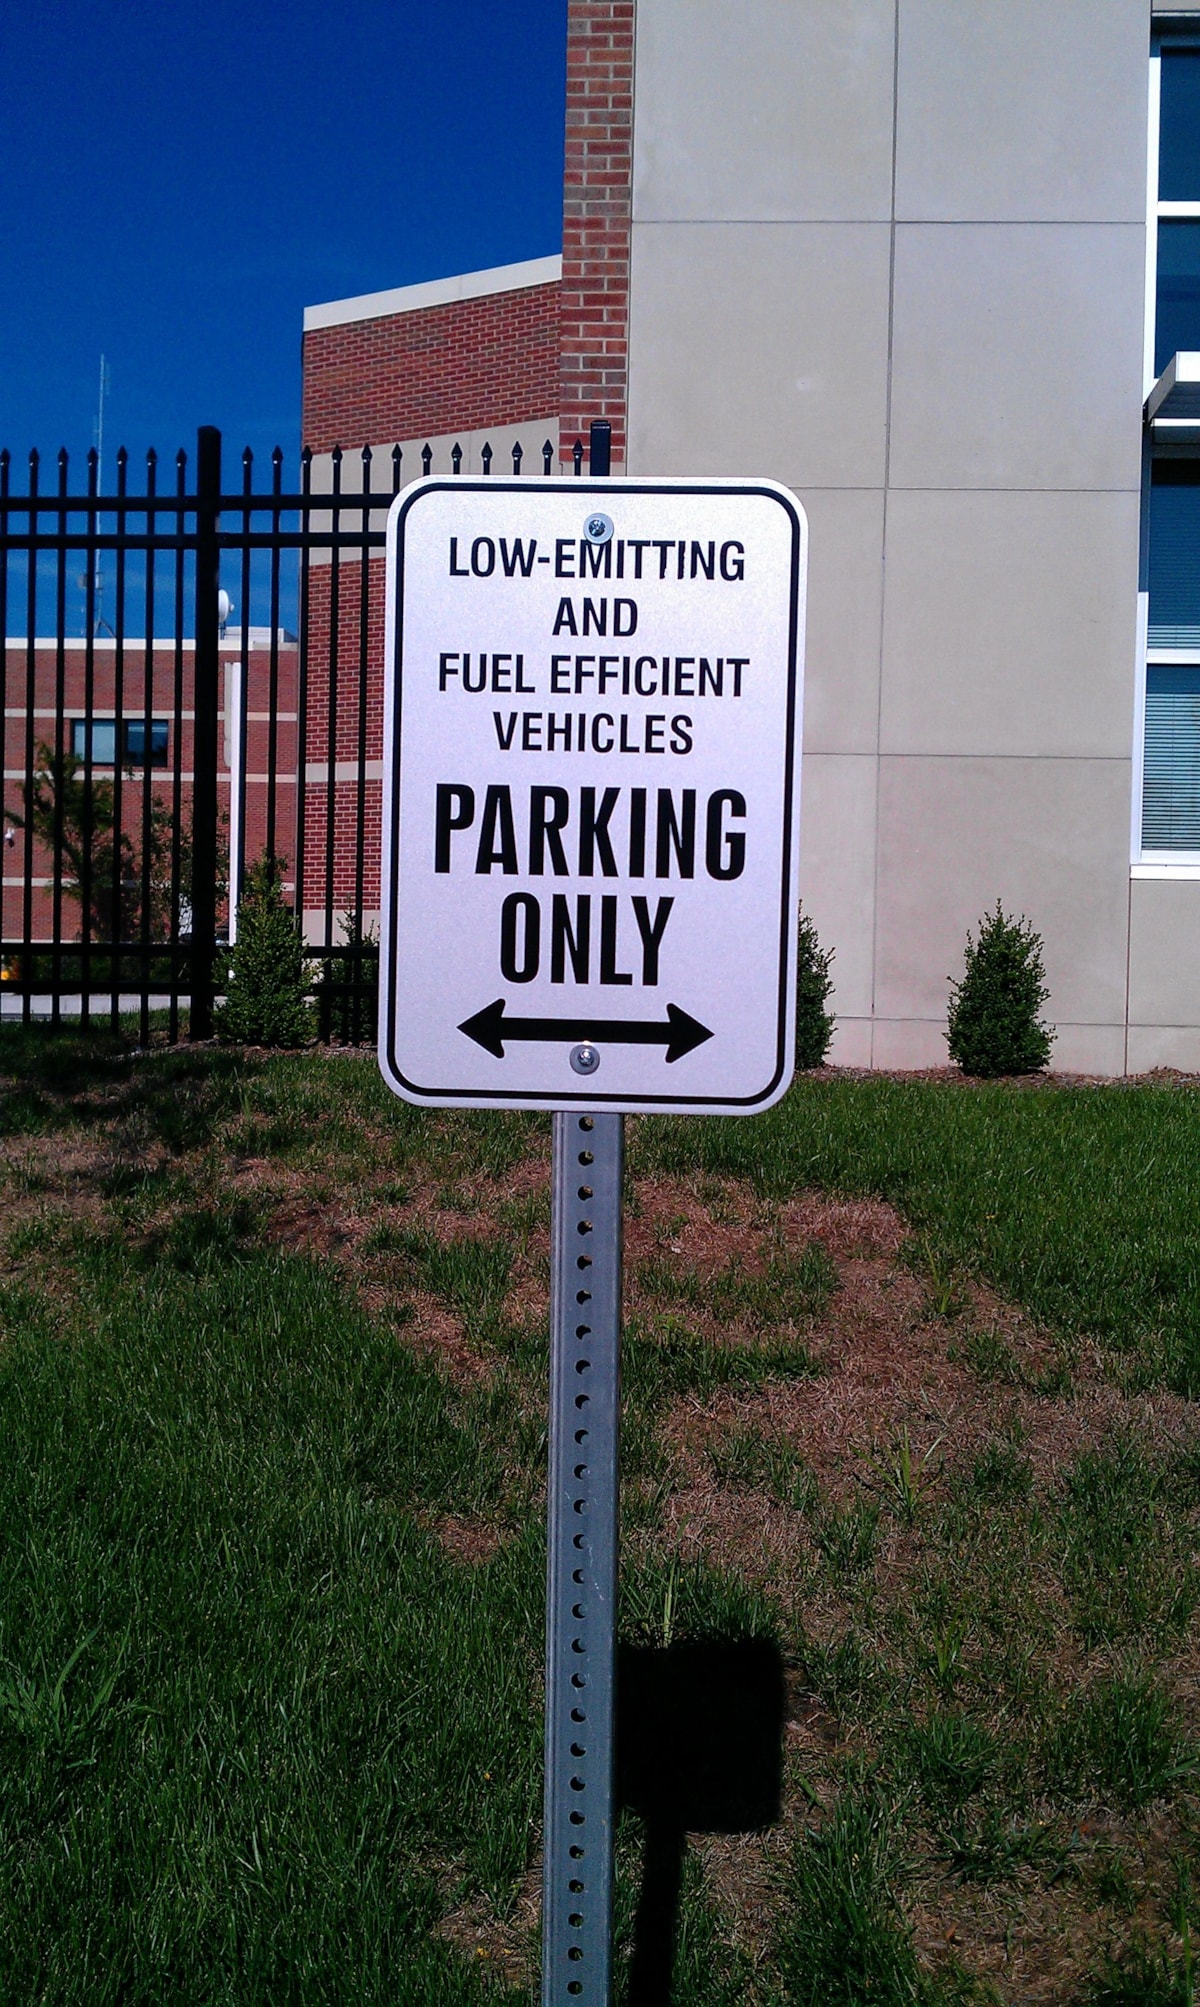 LOW-EMITTING
AND
FUEL EFFICIENT
VEHICLES
PARKING
ONLY